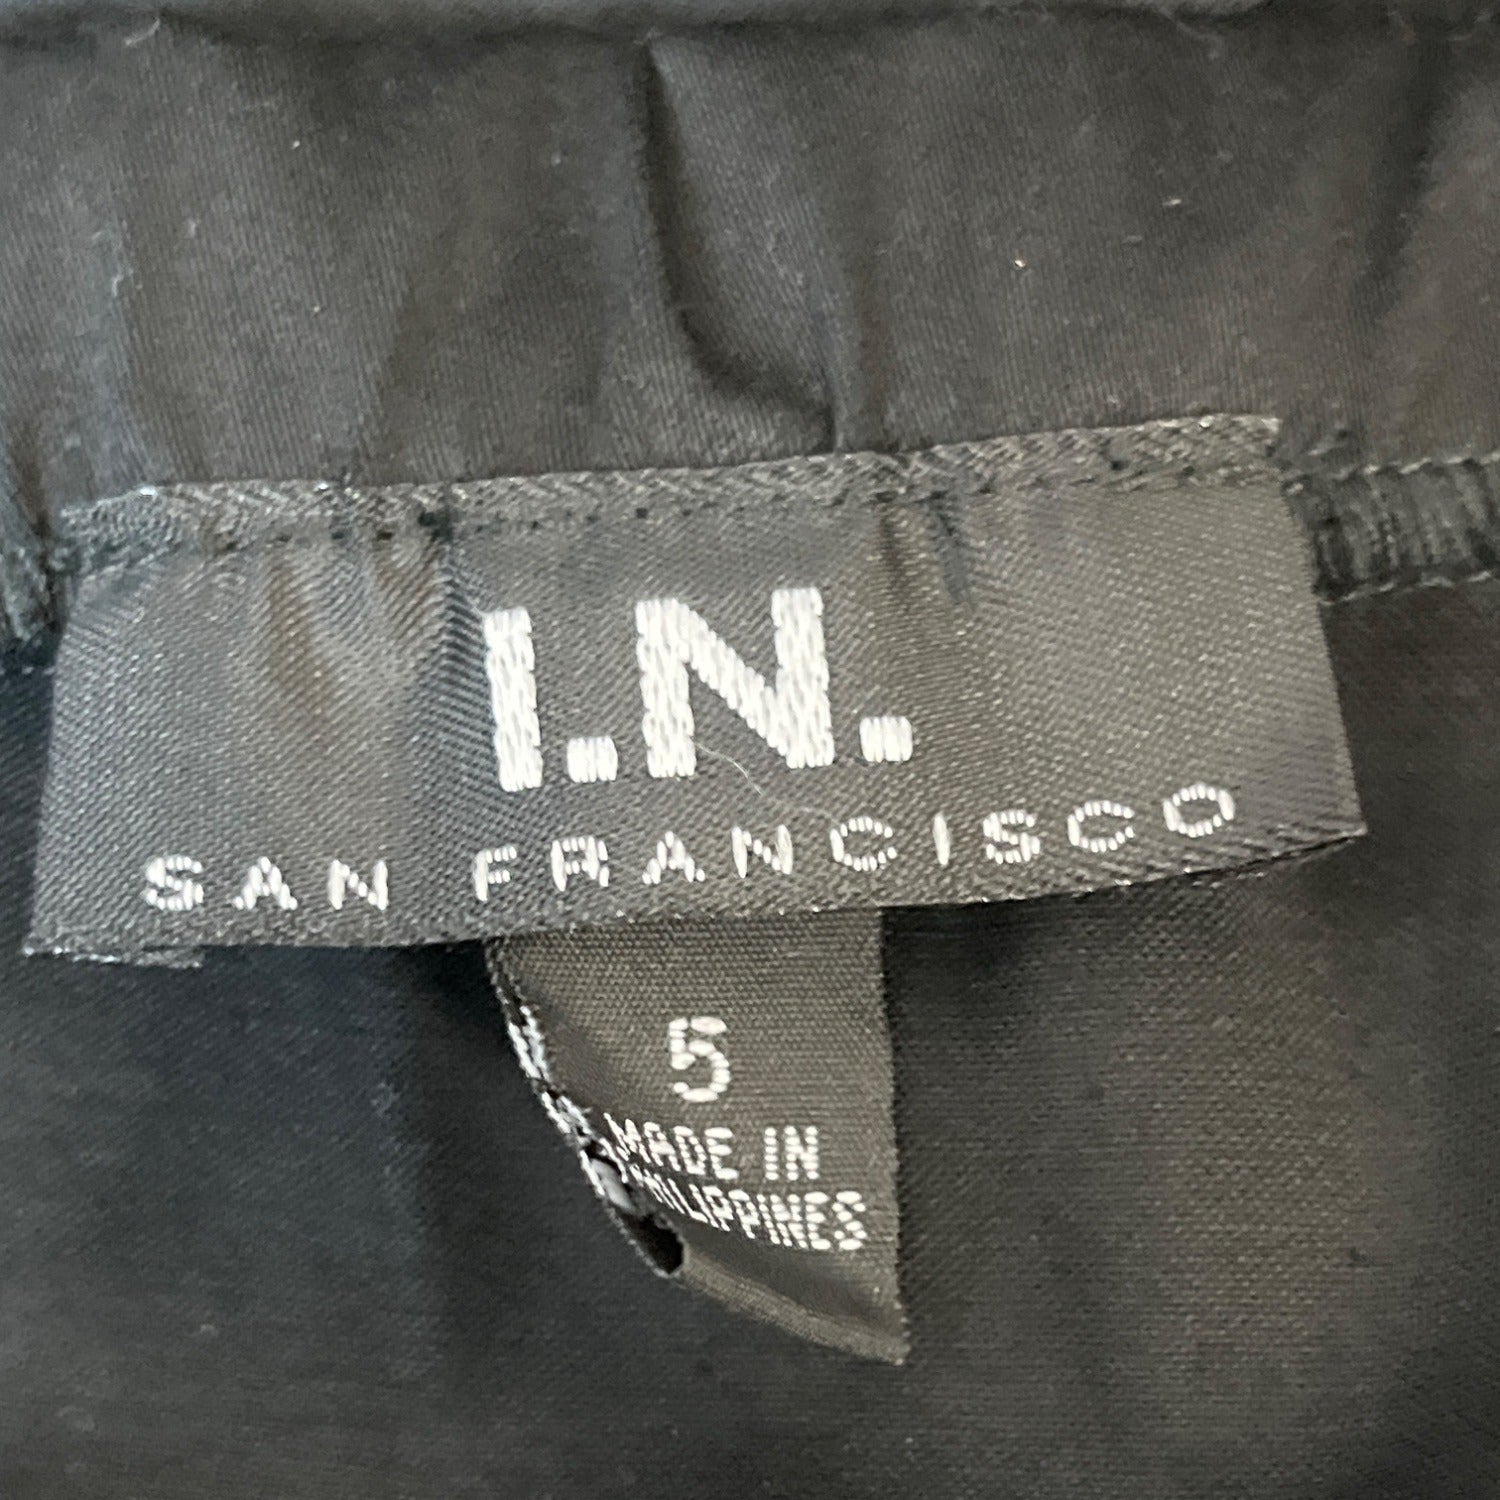 I.N.
SAN FRANCISCO
5
MADE IN
PHILIPPINES